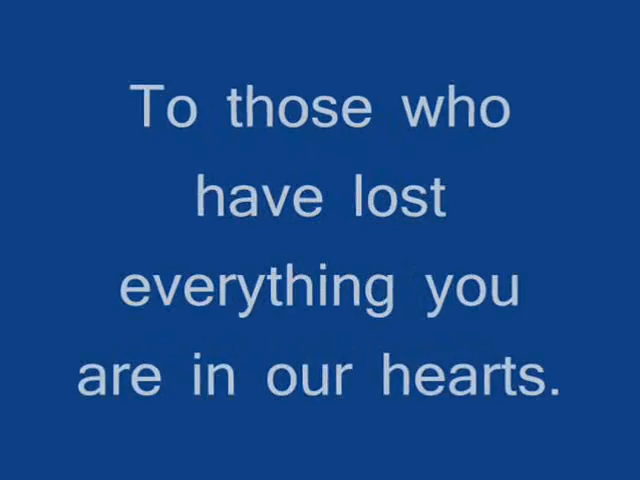 To those who
have lost
everything you
are in our hearts.